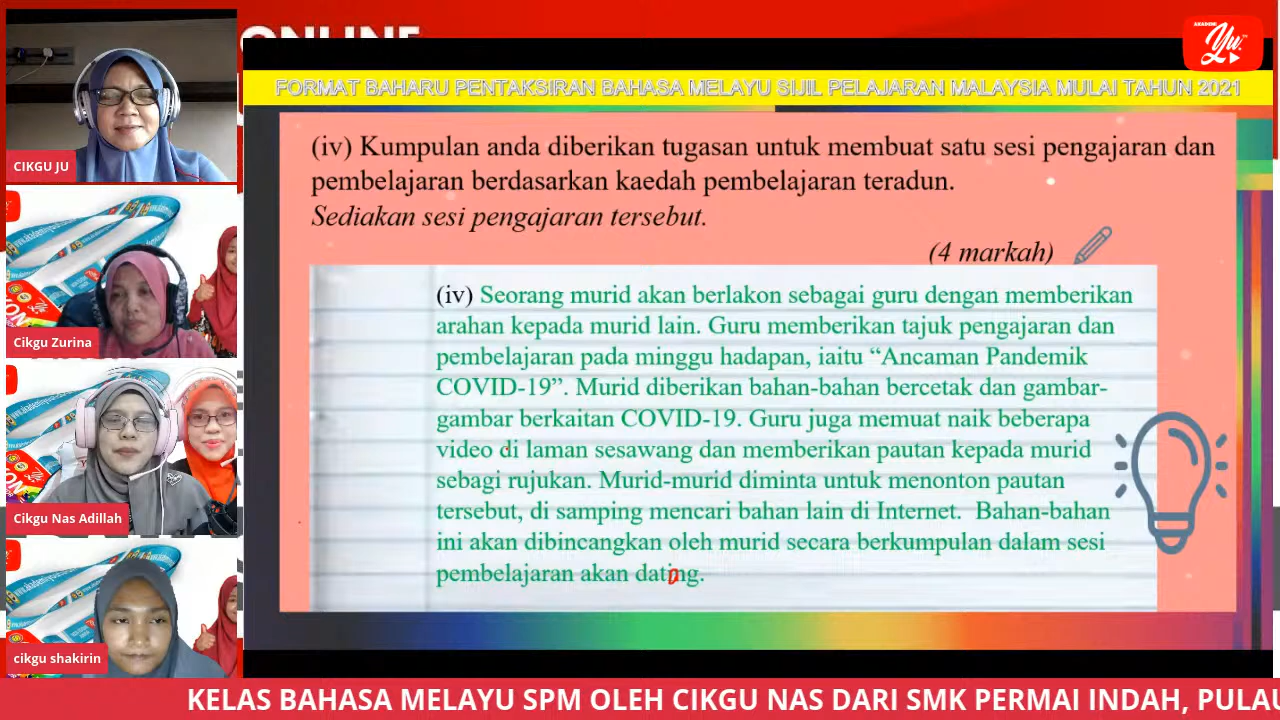 ONLINE
AKADEMI
Yu
FORMAT BAHARU PENTAKSIRAN BAHASA MELAYU SIJIL PELAJARAN MALAYSIA MULAI TAHUN 2021
(iv) Kumpulan anda diberikan tugasan untuk membuat satu sesi pengajaran dan
pembelajaran berdasarkan kaedah pembelajaran teradun.
Sediakan sesi pengajaran tersebut.
(4 markah)
(iv) Seorang murid akan berlakon sebagai guru dengan memberikan
arahan kepada murid lain. Guru memberikan tajuk pengajaran dan
pembelajaran pada minggu hadapan, iaitu “Ancaman Pandemik
COVID-19”. Murid diberikan bahan-bahan bercetak dan gambar-
gambar berkaitan COVID-19. Guru juga memuat naik beberapa
video di laman sesawang dan memberikan pautan kepada murid
sebagi rujukan. Murid-murid diminta untuk menonton pautan
tersebut, di samping mencari bahan lain di Internet. Bahan-bahan
ini akan dibincangkan oleh murid secara berkumpulan dalam sesi
pembelajaran akan dating.
CIKGU JU
Cikgu Zurina
Cikgu Nas Adillah
cikgu shakirin
KELAS BAHASA MELAYU SPM OLEH CIKGU NAS DARI SMK PERMAI INDAH, PULAU